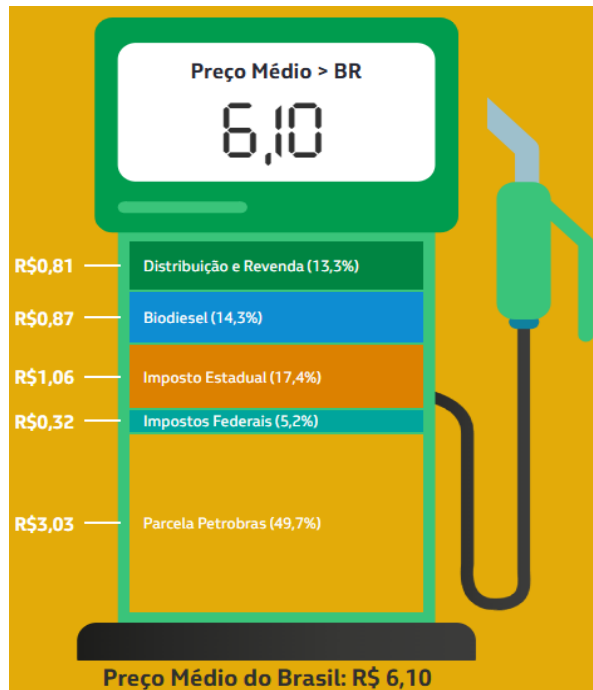 Preço Médio > BR
6,10
R$0,81 Distribuição e Revenda (13,3%)
R$0,87 Biodiesel (14,3%)
R$1,06 Imposto Estadual (17,4%)
R$0,32 Impostos Federais (5,2%)
R$3,03 Parcela Petrobras (49,7%)
Preço Médio do Brasil: R$ 6,10